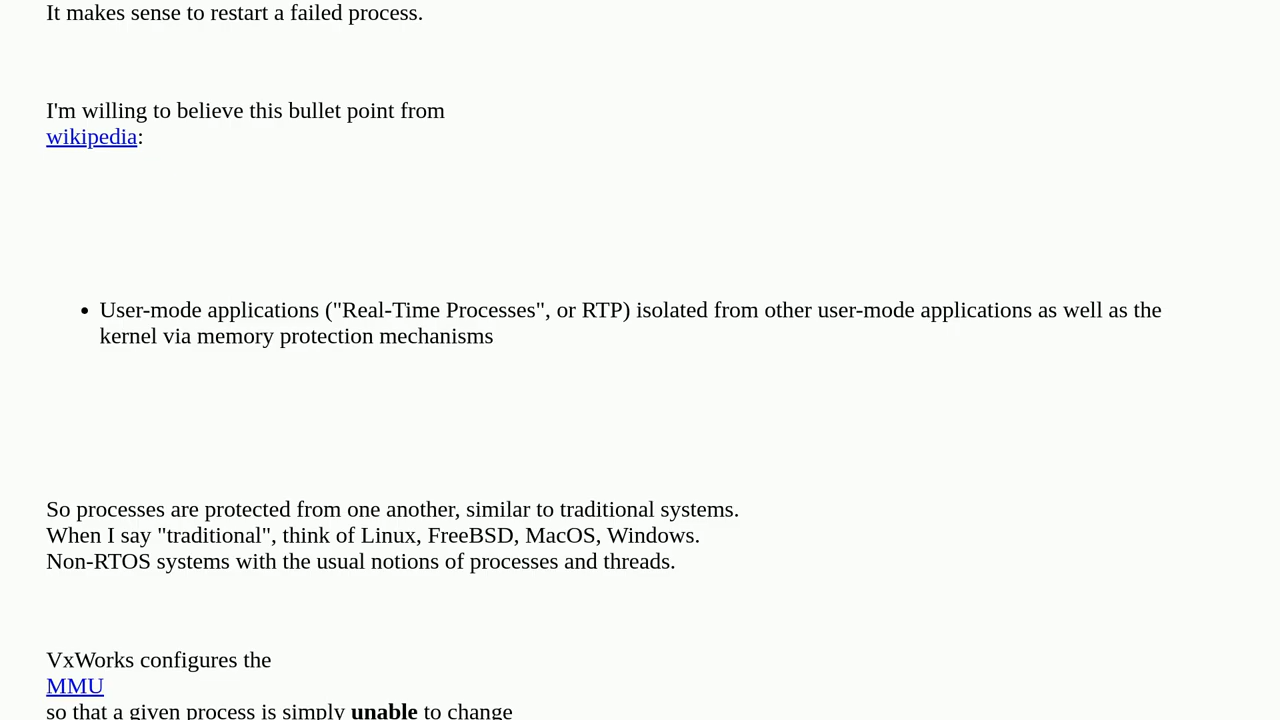 It makes sense to restart a failed process.
I'm willing to believe this bullet point from
wikipedia:
• User-mode applications ("Real-Time Processes", or RTP) isolated from other user-mode applications as well as the
kernel via memory protection mechanisms
So processes are protected from one another, similar to traditional systems.
When I say "traditional", think of Linux, FreeBSD, MacOS, Windows.
Non-RTOS systems with the usual notions of processes and threads.
VxWorks configures the
MMU
so that a given process is simply unable to change